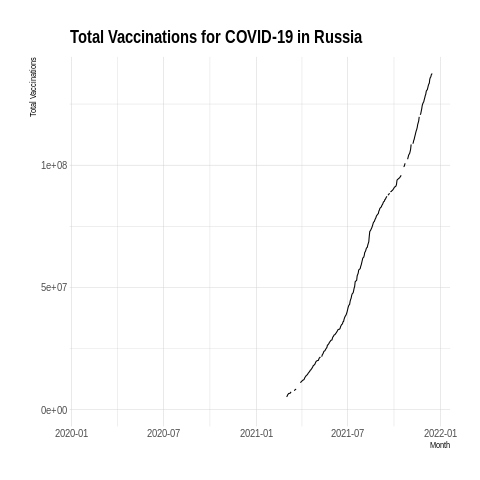 Total Vaccinations for COVID-19 in Russia
Total Vaccinations
1e+08
5e+07
0e+00
2020-01 2020-07 2021-01 2021-07 2022-01
Month